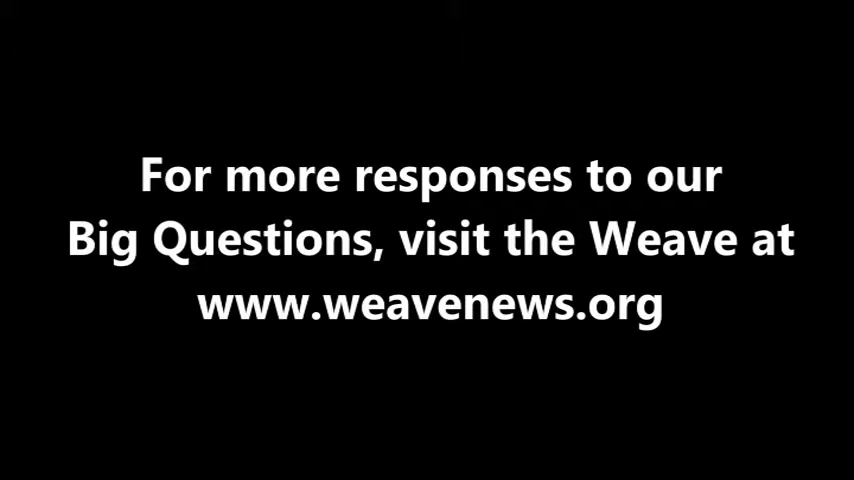 For more responses to our
Big Questions, visit the Weave at
www.weavenews.org